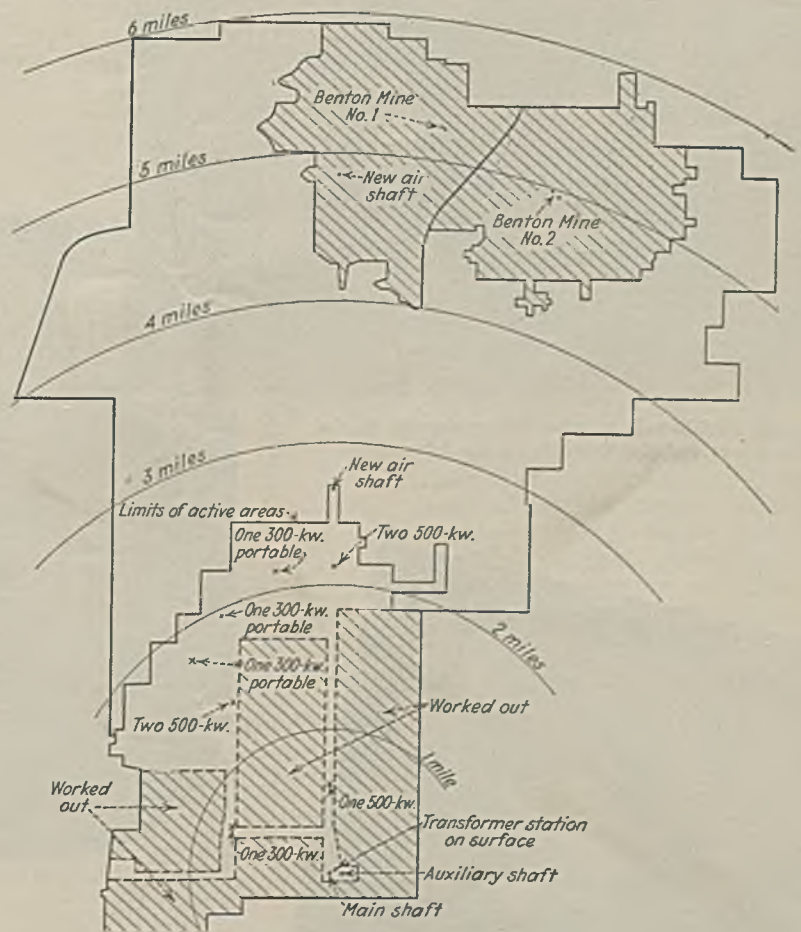 6 miles
Benton Mine
No. 1
5 miles
New air
shaft
Benton Mine
No. 2
4 miles
3 miles
New air
shaft
Limits of active areas
One 300-kw.
portable
Two 500-kw.
One 300-kw.
portable
2 miles
One 300-kw.
portable
Two 500-kw.
Worked out
1 mile
Worked
out
One 500-kw.
Transformer station
on surface
One 300-kw.
Auxiliary shaft
Main shaft